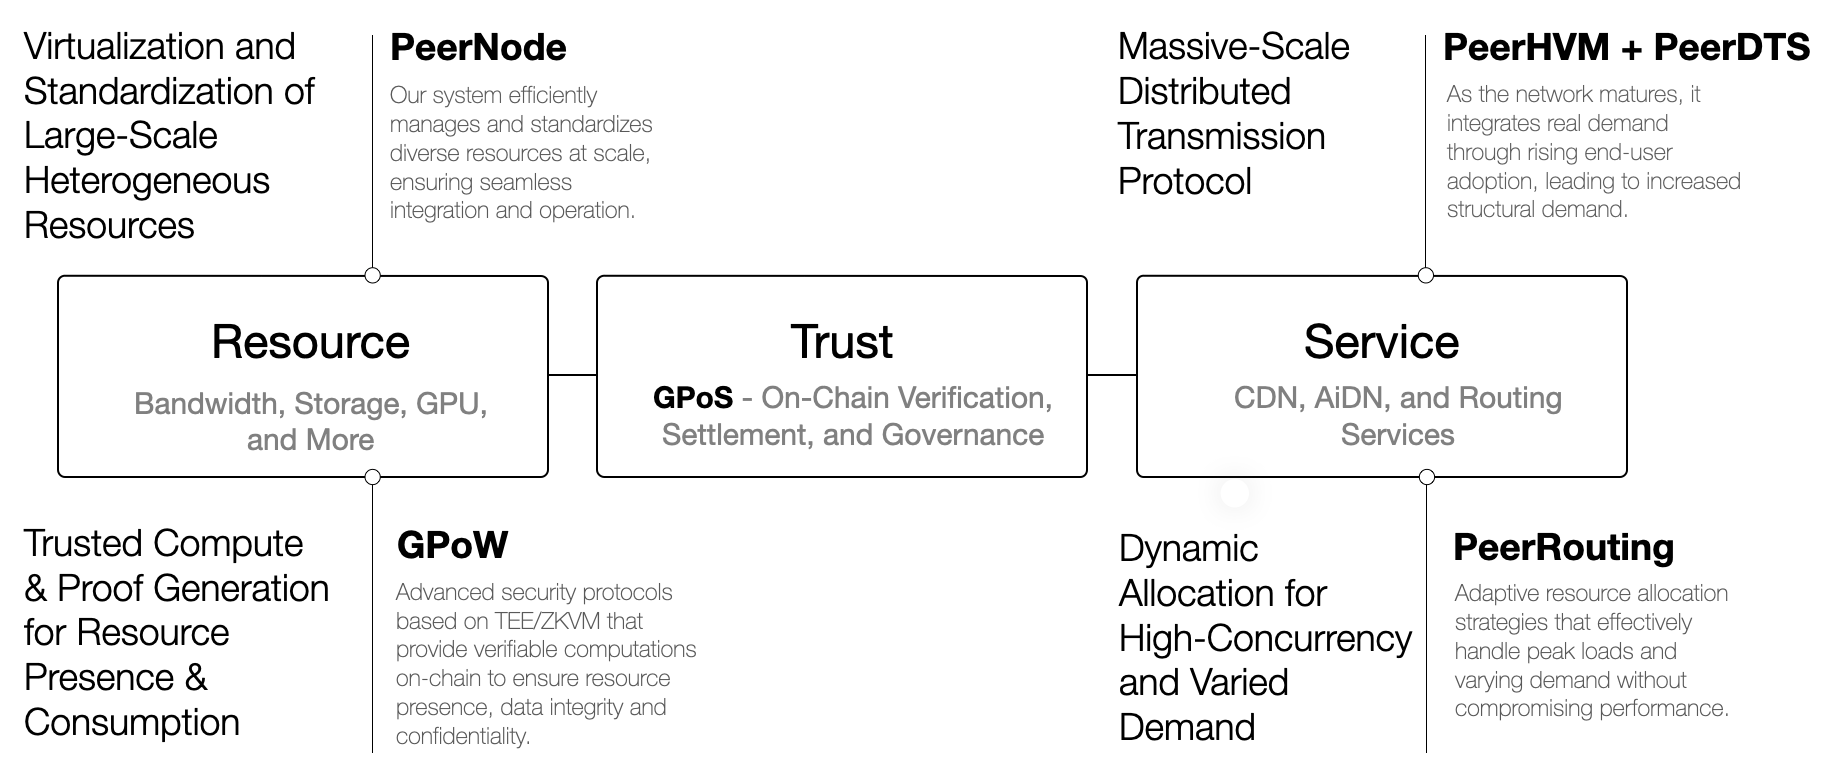 Virtualization and
Standardization of
Large-Scale
Heterogeneous
Resources
PeerNode
Our system efficiently
manages and standardizes
diverse resources at scale,
ensuring seamless
integration and operation.
Massive-Scale
Distributed
Transmission
Protocol
PeerHVM + PeerDTS
As the network matures, it
integrates real demand
through rising end-user
adoption, leading to increased
structural demand.
Resource
Bandwidth, Storage, GPU,
and More
Trust
GPoS - On-Chain Verification,
Settlement, and Governance
Service
CDN, AiDN, and Routing
Services
Trusted Compute
& Proof Generation
for Resource
Presence &
Consumption
GPoW
Advanced security protocols
based on TEE/ZKVM that
provide verifiable computations
on-chain to ensure resource
presence, data integrity and
confidentiality.
Dynamic
Allocation for
High-Concurrency
and Varied
Demand
PeerRouting
Adaptive resource allocation
strategies that effectively
handle peak loads and
varying demand without
compromising performance.